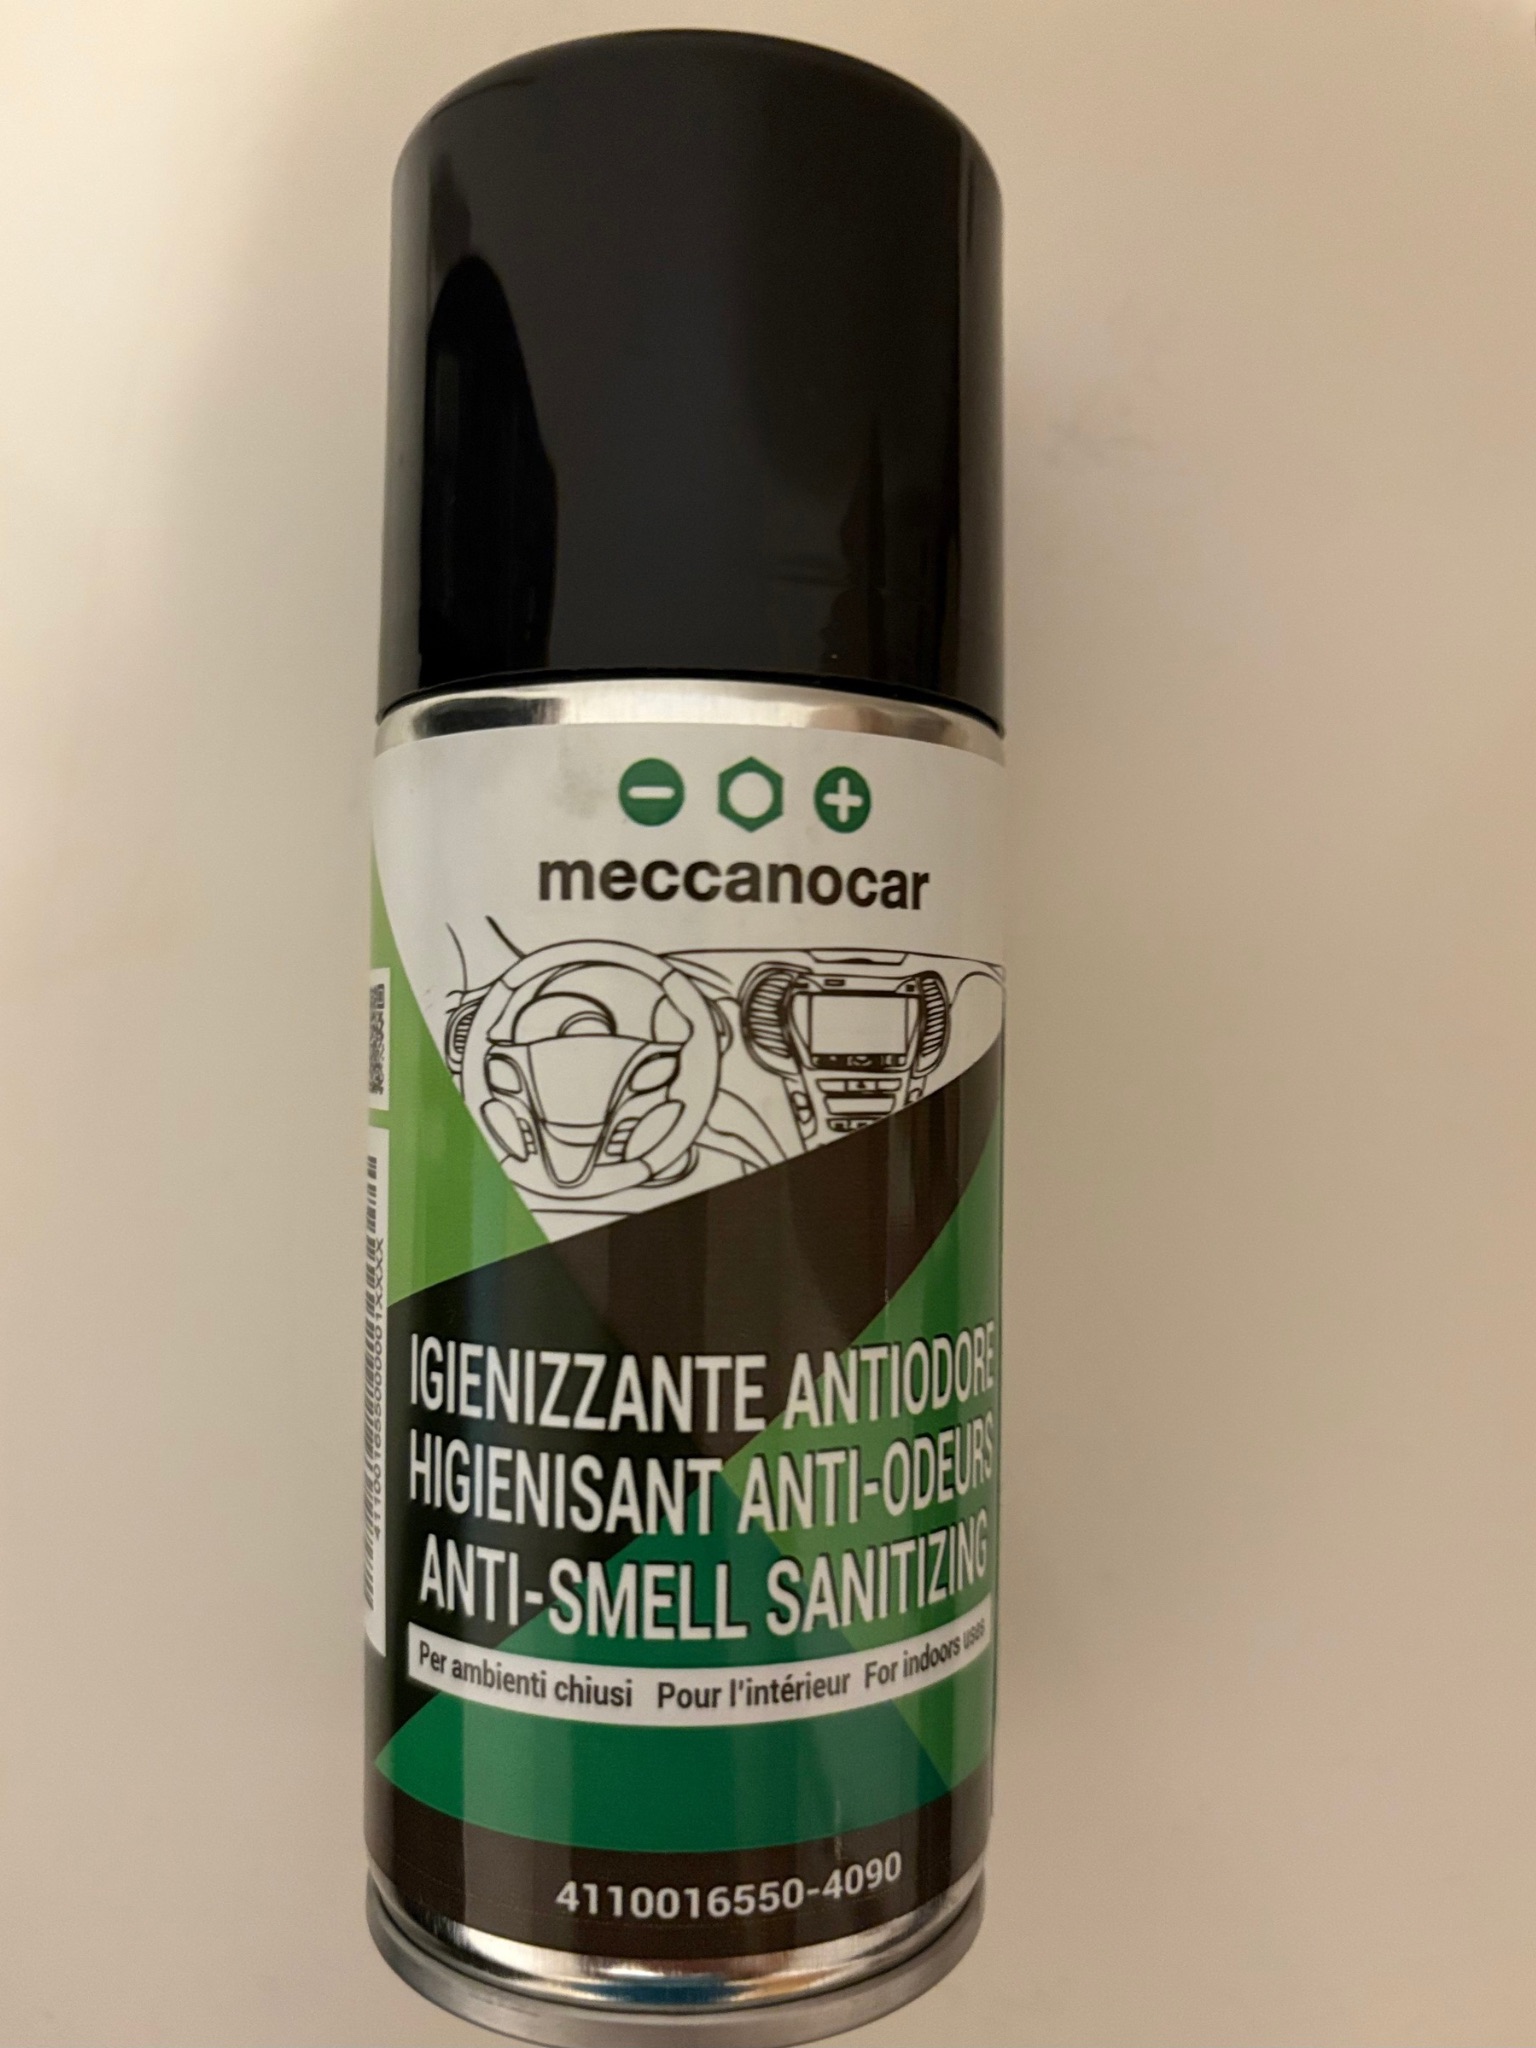 meccanocar
IGIENIZZANTE ANTIODORE
HIGIENISANT ANTI-ODEURS
ANTI-SMELL SANITIZING
Per ambienti chiusi Pour l'intérieur For indoors uses
4110016550-4090